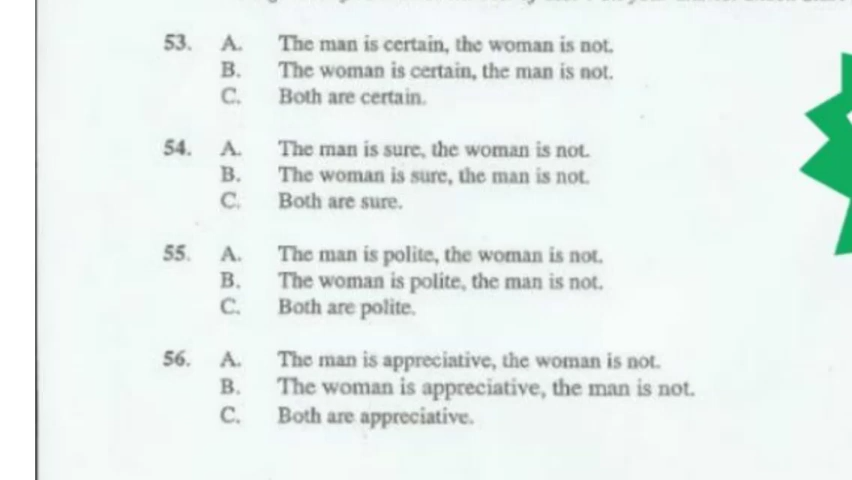 53. A. The man is certain, the woman is not.
B. The woman is certain, the man is not.
C. Both are certain.
54. A. The man is sure, the woman is not.
B. The woman is sure, the man is not.
C. Both are sure.
55. A. The man is polite, the woman is not.
B. The woman is polite, the man is not.
C. Both are polite.
56. A. The man is appreciative, the woman is not.
B. The woman is appreciative, the man is not.
C. Both are appreciative.